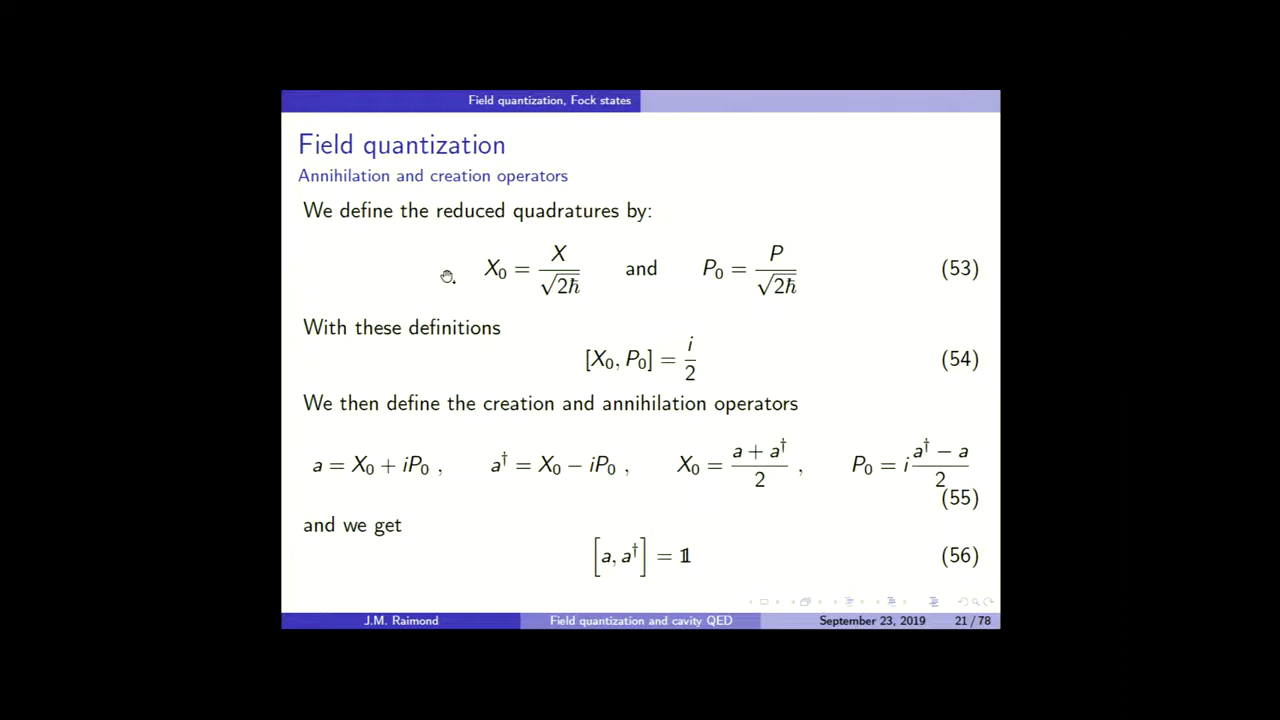 Field quantization, Fock states
Field quantization
Annihilation and creation operators
We define the reduced quadratures by:
X₀ = X/√2ħ and P₀ = P/√2ħ (53)
With these definitions
[X₀, P₀] = i/2 (54)
We then define the creation and annihilation operators
a = X₀ + iP₀ , a† = X₀ − iP₀ , X₀ = (a + a†)/2 , P₀ = i (a† − a)/2
(55)
and we get
[a, a†] = 𝟙 (56)
J.M. Raimond Field quantization and cavity QED September 23, 2019 21 / 78